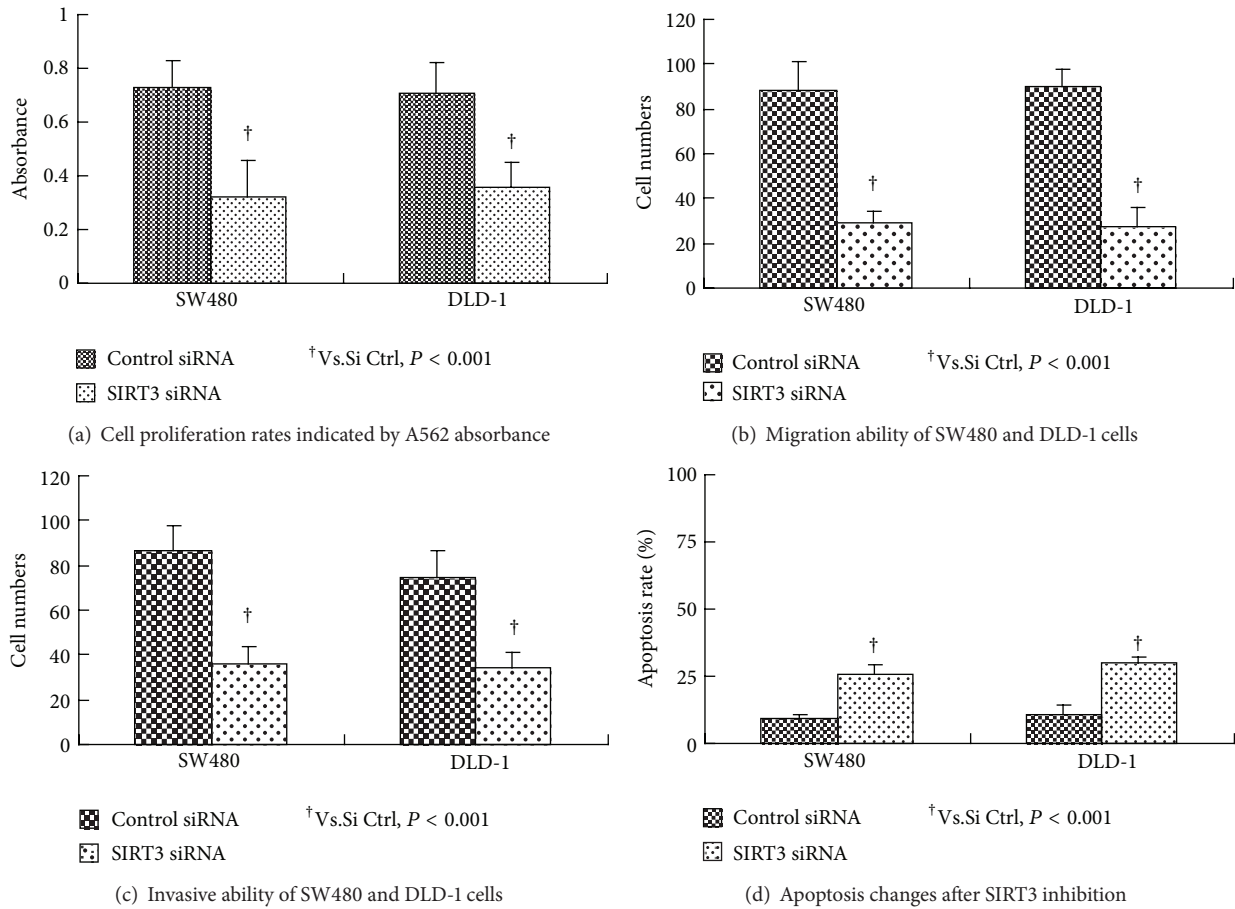 1
0.8
0.6
0.4
0.2
0
Absorbance
†
†
SW480
DLD-1
Control siRNA
†Vs.Si Ctrl, P < 0.001
SIRT3 siRNA
(a) Cell proliferation rates indicated by A562 absorbance
120
100
80
60
40
20
0
Cell numbers
†
†
SW480
DLD-1
Control siRNA
†Vs.Si Ctrl, P < 0.001
SIRT3 siRNA
(b) Migration ability of SW480 and DLD-1 cells
120
100
80
60
40
20
0
Cell numbers
†
†
SW480
DLD-1
Control siRNA
†Vs.Si Ctrl, P < 0.001
SIRT3 siRNA
(c) Invasive ability of SW480 and DLD-1 cells
100
75
50
25
0
Apoptosis rate (%)
†
†
SW480
DLD-1
Control siRNA
†Vs.Si Ctrl, P < 0.001
SIRT3 siRNA
(d) Apoptosis changes after SIRT3 inhibition